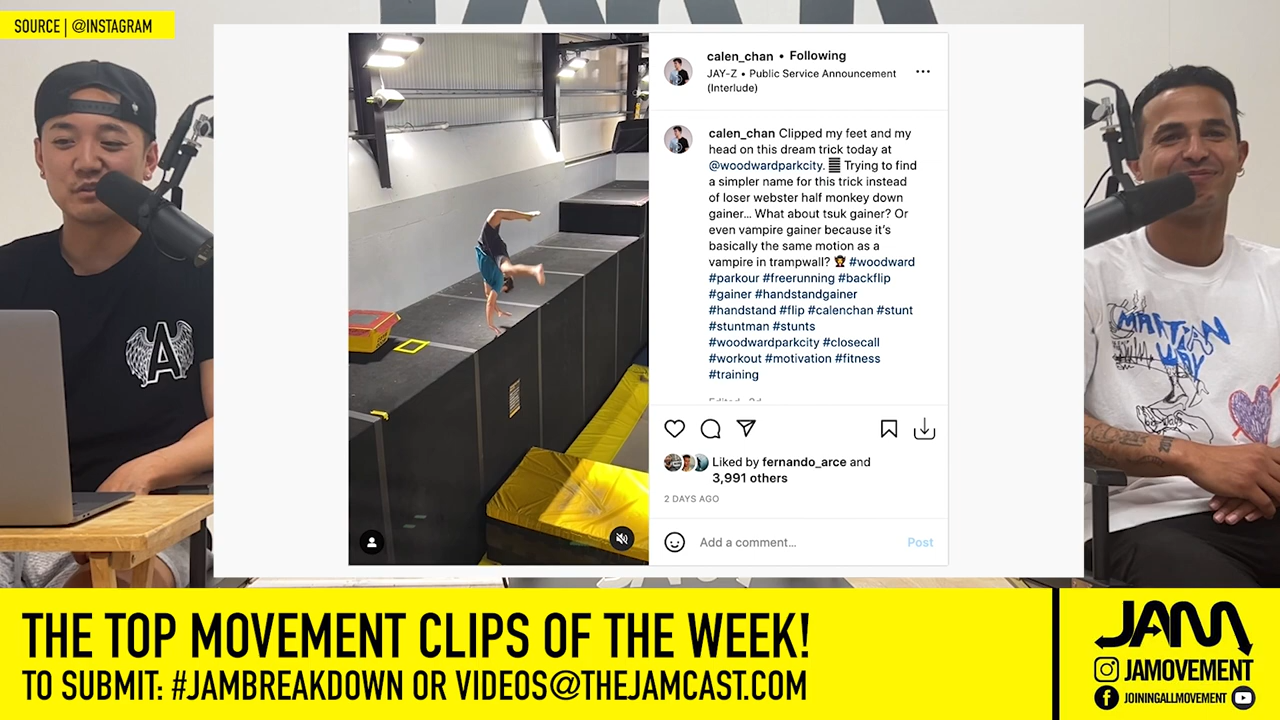 SOURCE | @INSTAGRAM
calen_chan • Following
JAY-Z • Public Service Announcement
(Interlude)
calen_chan Clipped my feet and my
head on this dream trick today at
@woodwardparkcity. Trying to find
a simpler name for this trick instead
of loser webster half monkey down
gainer... What about tsuk gainer? Or
even vampire gainer because it's
basically the same motion as a
vampire in trampwall? #woodward
#parkour #freerunning #backflip
#gainer #handstandgainer
#handstand #flip #calenchan #stunt
#stuntman #stunts
#woodwardparkcity #closecall
#workout #motivation #fitness
#training
Liked by fernando_arce and
3,991 others
2 DAYS AGO
Add a comment...
Post
A
MARTIAN
THE TOP MOVEMENT CLIPS OF THE WEEK!
TO SUBMIT: #JAMBREAKDOWN OR VIDEOS@THEJAMCAST.COM
JAM
JAMOVEMENT
JOININGALLMOVEMENT